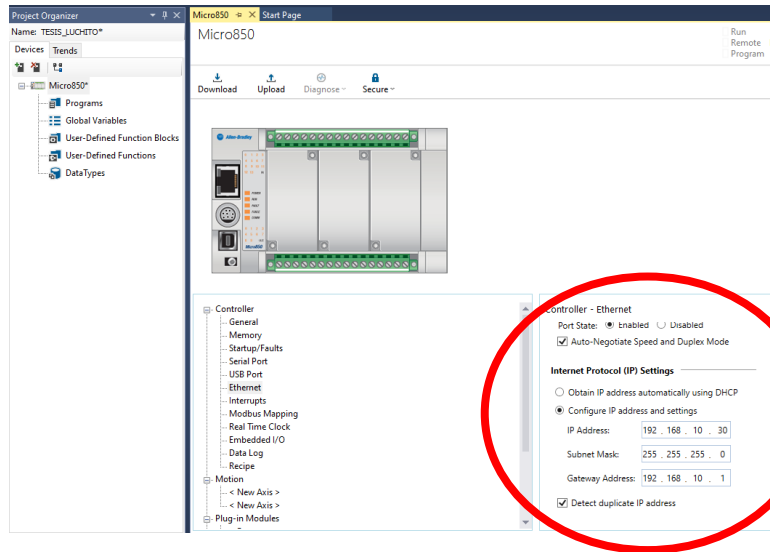 Project Organizer
Name: TESIS_LUCHITO*
Devices Trends
Micro850*
Programs
Global Variables
User-Defined Function Blocks
User-Defined Functions
DataTypes
Micro850 Start Page
Micro850
Run
Remote
Program
Download Upload Diagnose Secure
Allen-Bradley
Micro850
Controller
General
Memory
Startup/Faults
Serial Port
USB Port
Ethernet
Interrupts
Modbus Mapping
Real Time Clock
Embedded I/O
Data Log
Recipe
Motion
< New Axis >
< New Axis >
Plug-in Modules
Controller - Ethernet
Port State: Enabled Disabled
Auto-Negotiate Speed and Duplex Mode
Internet Protocol (IP) Settings
Obtain IP address automatically using DHCP
Configure IP address and settings
IP Address: 192 . 168 . 10 . 30
Subnet Mask: 255 . 255 . 255 . 0
Gateway Address: 192 . 168 . 10 . 1
Detect duplicate IP address